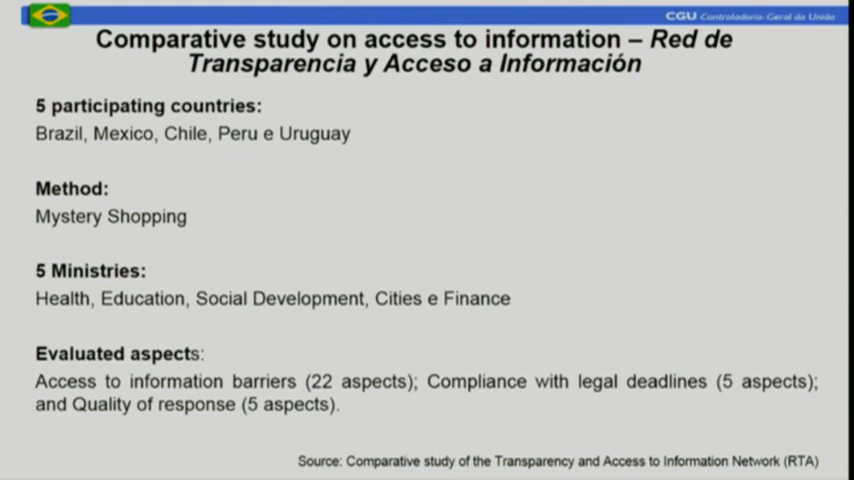 CGU Controladoria-Geral da União
Comparative study on access to information – Red de
Transparencia y Acceso a Información
5 participating countries:
Brazil, Mexico, Chile, Peru e Uruguay
Method:
Mystery Shopping
5 Ministries:
Health, Education, Social Development, Cities e Finance
Evaluated aspects:
Access to information barriers (22 aspects); Compliance with legal deadlines (5 aspects);
and Quality of response (5 aspects).
Source: Comparative study of the Transparency and Access to Information Network (RTA)